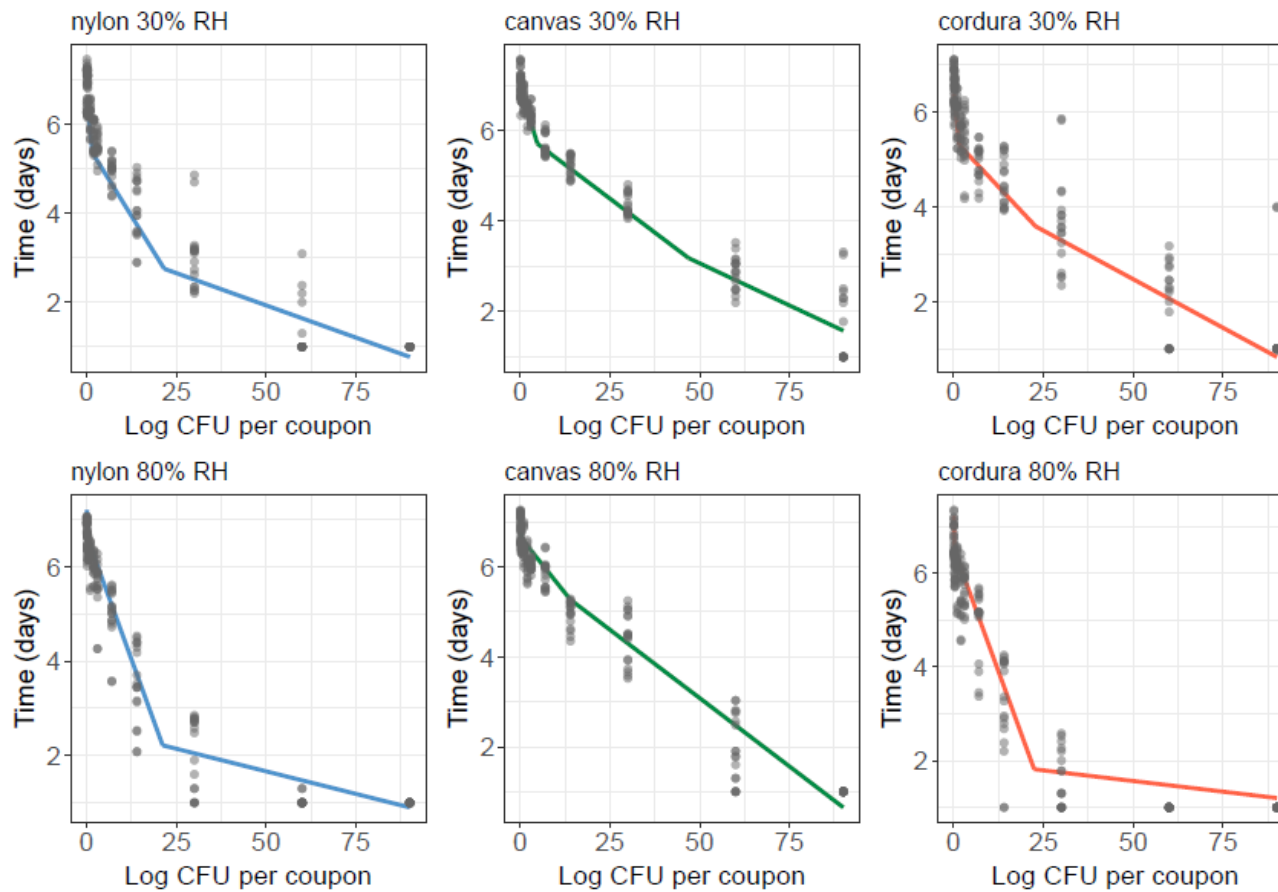 nylon 30% RH
Time (days)
6
4
2
0 25 50 75
Log CFU per coupon
canvas 30% RH
Time (days)
6
4
2
0 25 50 75
Log CFU per coupon
cordura 30% RH
Time (days)
6
4
2
0 25 50 75
Log CFU per coupon
nylon 80% RH
Time (days)
6
4
2
0 25 50 75
Log CFU per coupon
canvas 80% RH
Time (days)
6
4
2
0 25 50 75
Log CFU per coupon
cordura 80% RH
Time (days)
6
4
2
0 25 50 75
Log CFU per coupon